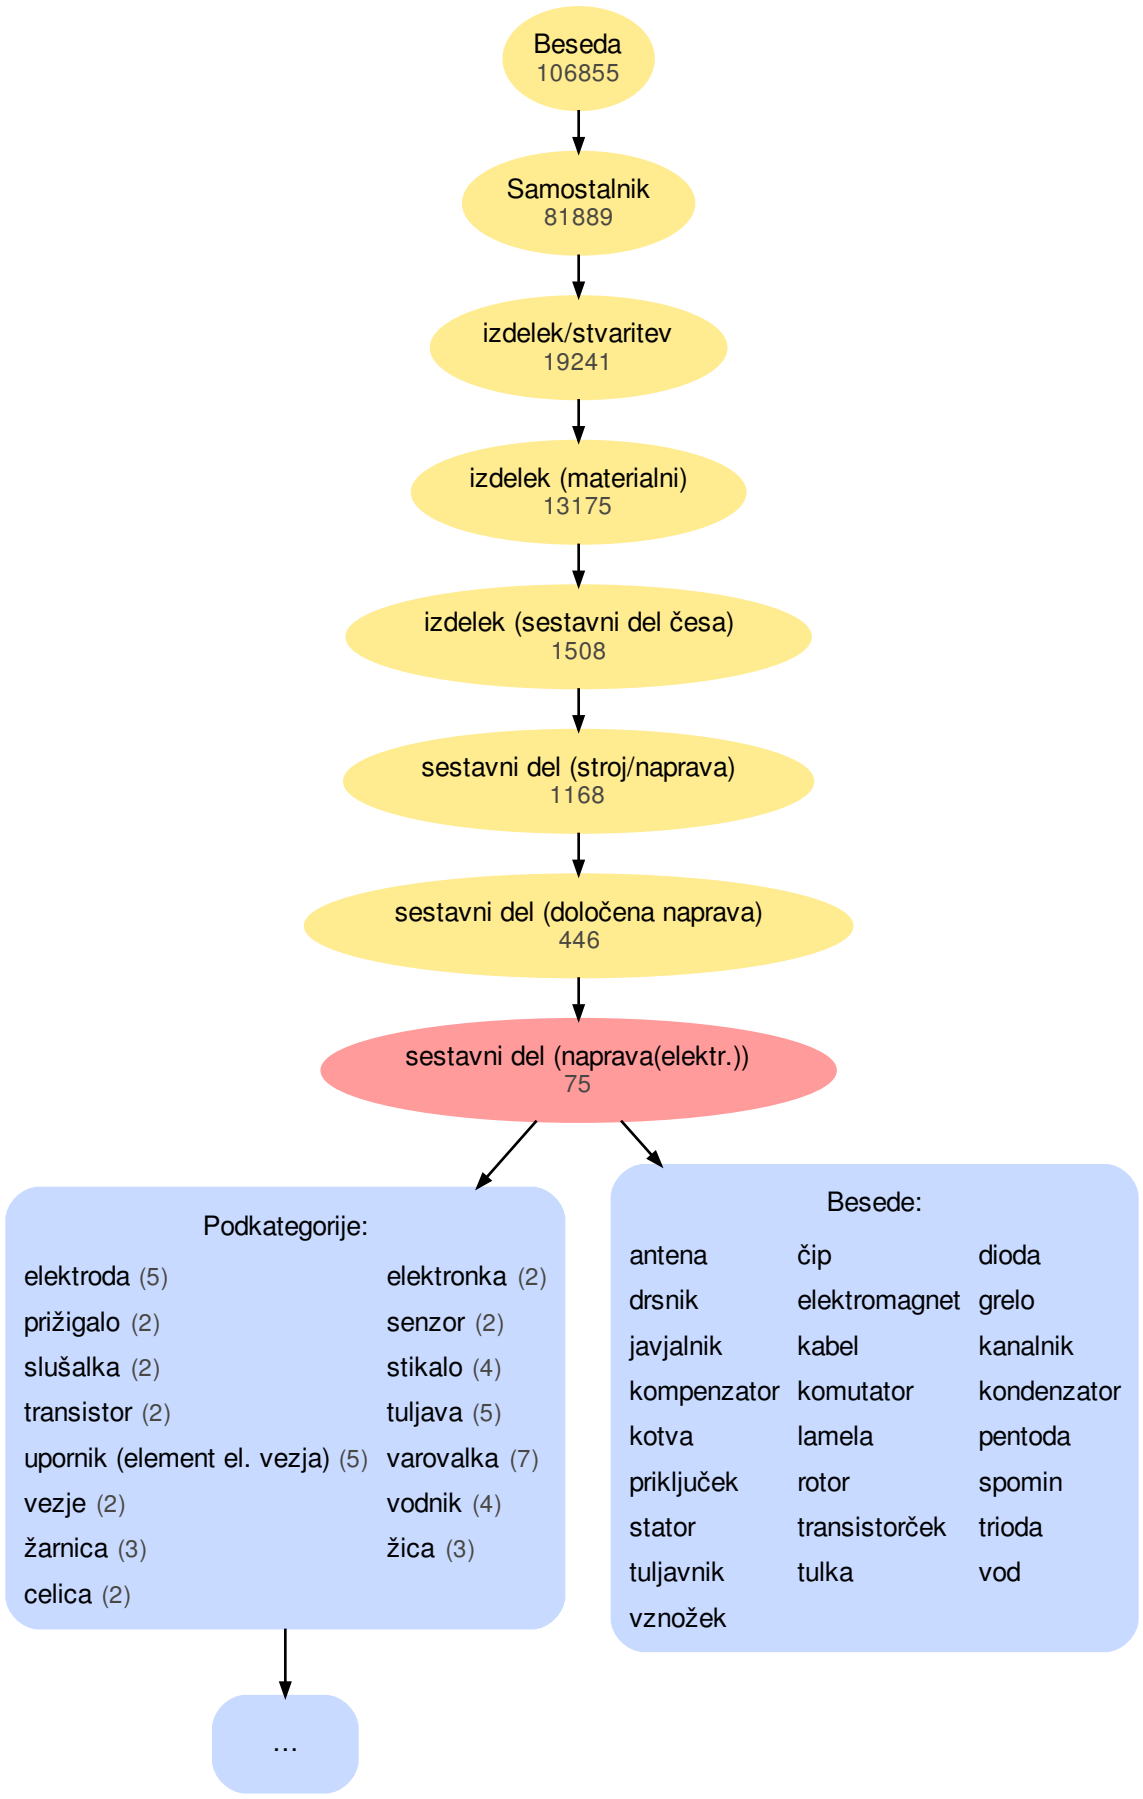 Beseda
106855
Samostalnik
81889
izdelek/stvaritev
19241
izdelek (materialni)
13175
izdelek (sestavni del česa)
1508
sestavni del (stroj/naprava)
1168
sestavni del (določena naprava)
446
sestavni del (naprava(elektr.))
75
Podkategorije:
elektroda (5) elektronka (2)
prižigalo (2) senzor (2)
slušalka (2) stikalo (4)
transistor (2) tuljava (5)
upornik (element el. vezja) (5) varovalka (7)
vezje (2) vodnik (4)
žarnica (3) žica (3)
celica (2)
Besede:
antena čip dioda
drsnik elektromagnet grelo
javjalnik kabel kanalnik
kompenzator komutator kondenzator
kotva lamela pentoda
priključek rotor spomin
stator transistorček trioda
tuljavnik tulka vod
vznožek
...